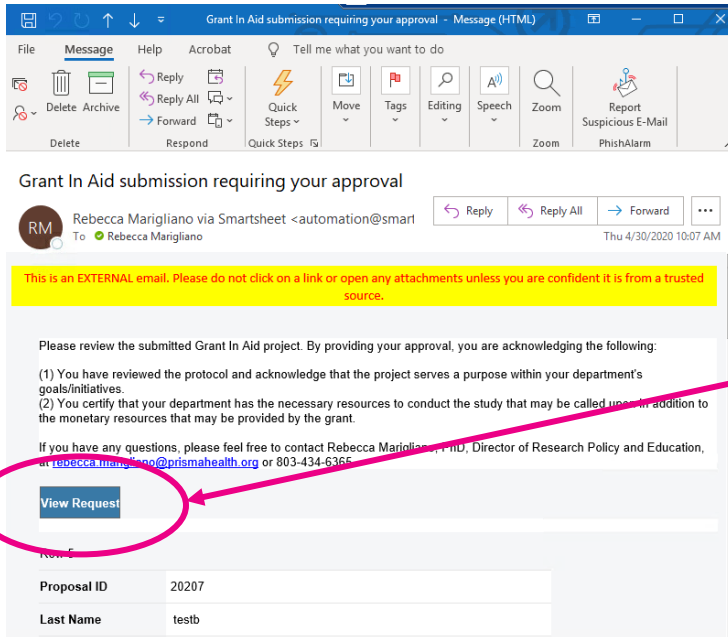 Grant In Aid submission requiring your approval - Message (HTML)
File Message Help Acrobat Tell me what you want to do
Delete Archive
Reply
Reply All
Forward
Quick Steps
Move
Tags
Editing
Speech
Zoom
Report Suspicious E-Mail
Delete Respond Quick Steps Zoom PhishAlarm
Grant In Aid submission requiring your approval
RM
Rebecca Marigliano via Smartsheet <automation@smart
To Rebecca Marigliano
Reply Reply All Forward ...
Thu 4/30/2020 10:07 AM
This is an EXTERNAL email. Please do not click on a link or open any attachments unless you are confident it is from a trusted
source.
Please review the submitted Grant In Aid project. By providing your approval, you are acknowledging the following:
(1) You have reviewed the protocol and acknowledge that the project serves a purpose within your department's
goals/initiatives.
(2) You certify that your department has the necessary resources to conduct the study that may be called upon in addition to
the monetary resources that may be provided by the grant.
If you have any questions, please feel free to contact Rebecca Marigliano, PhD, Director of Research Policy and Education,
at rebecca.marigliano@prismahealth.org or 803-434-6365
View Request
Row 5
Proposal ID 20207
Last Name testb